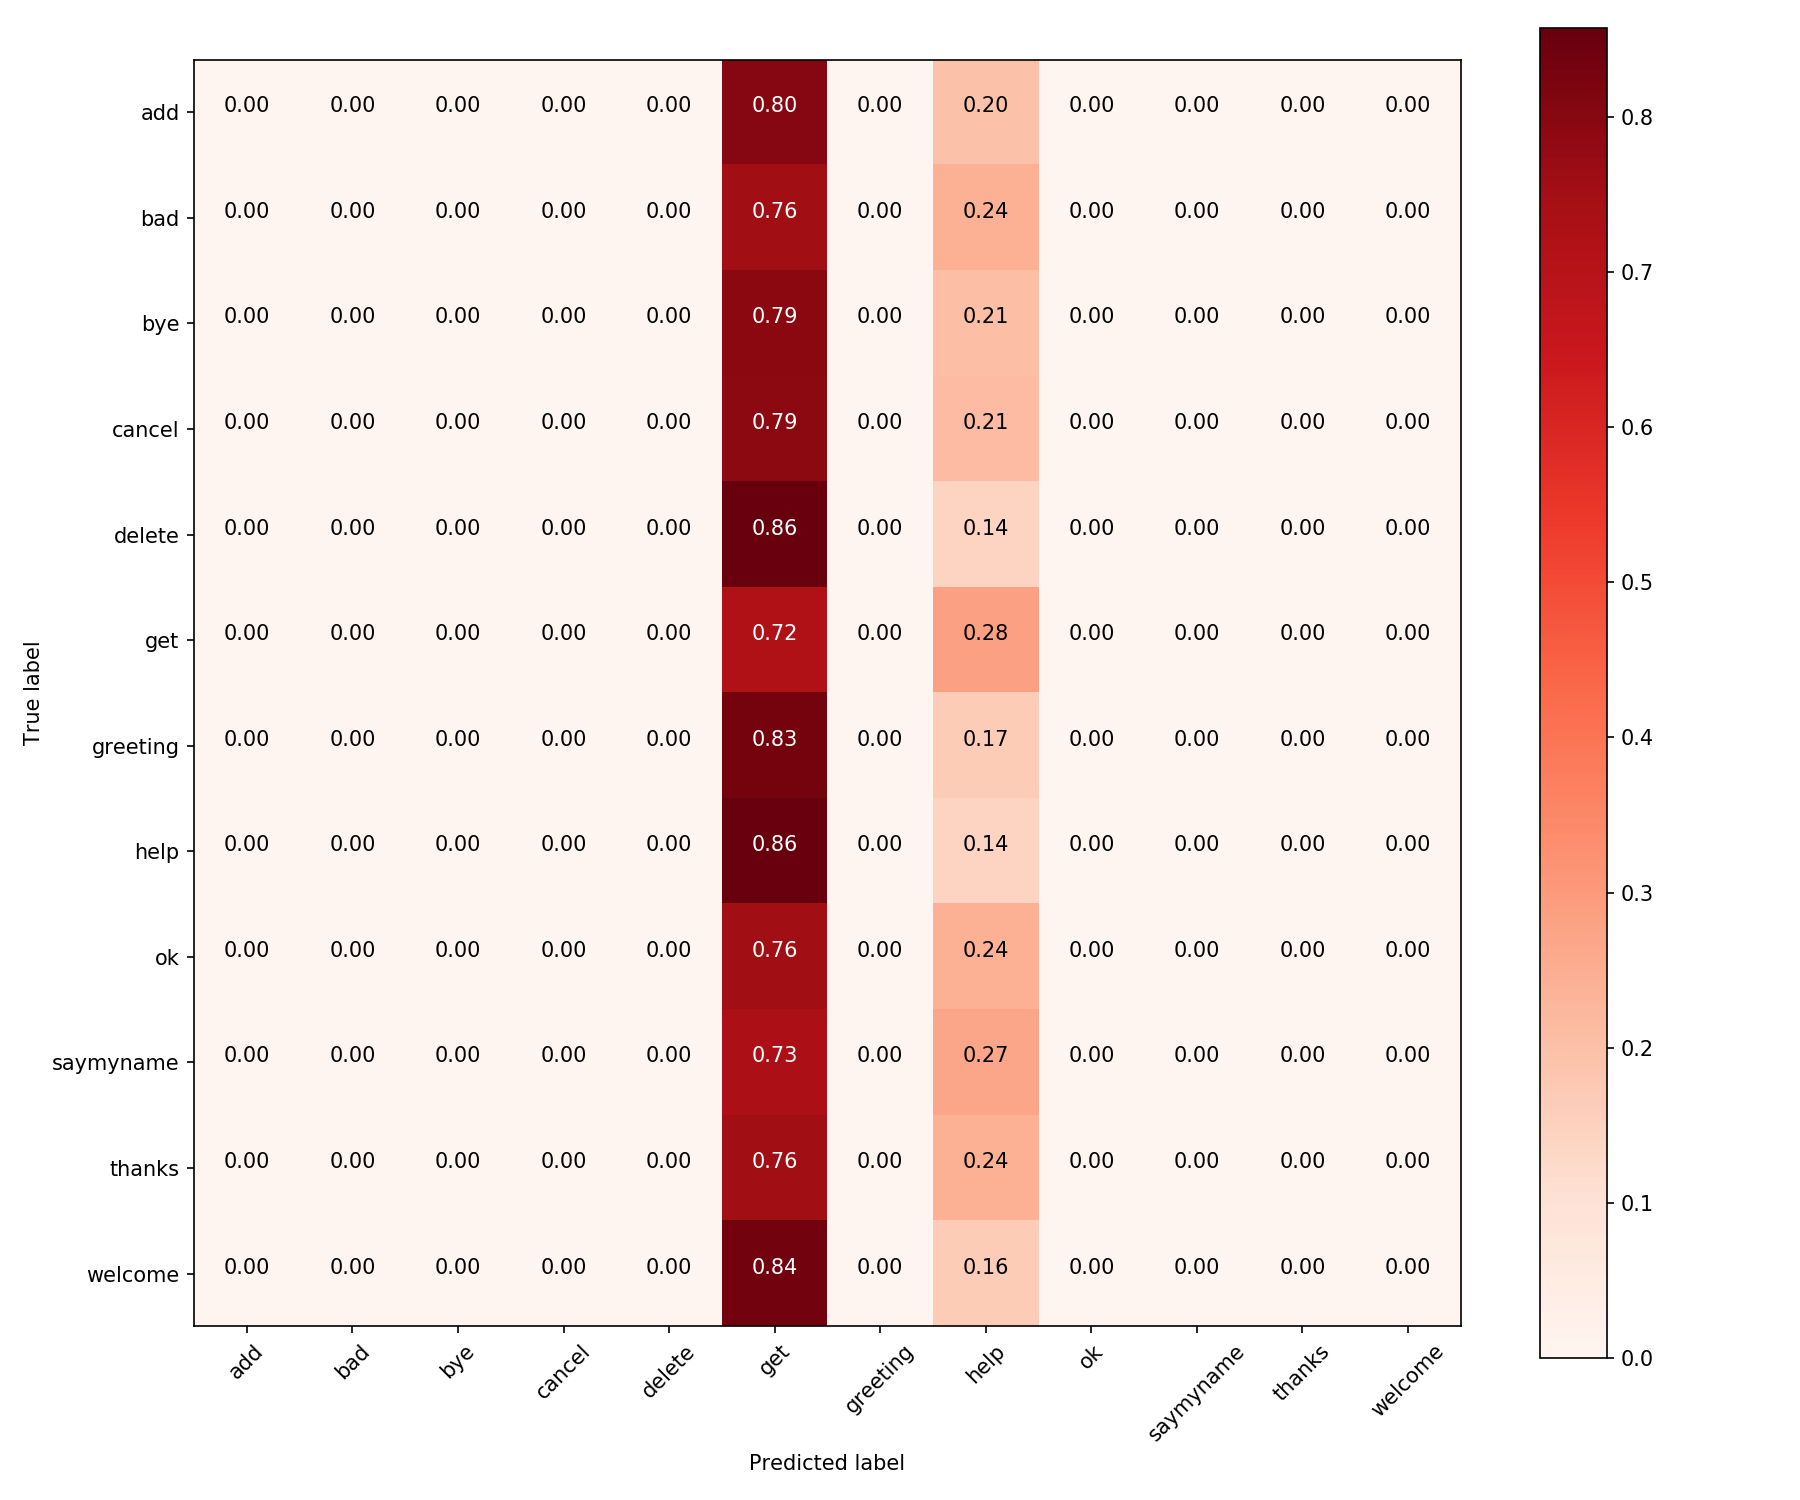 add 0.00 0.00 0.00 0.00 0.00 0.80 0.00 0.20 0.00 0.00 0.00 0.00
bad 0.00 0.00 0.00 0.00 0.00 0.76 0.00 0.24 0.00 0.00 0.00 0.00
bye 0.00 0.00 0.00 0.00 0.00 0.79 0.00 0.21 0.00 0.00 0.00 0.00
cancel 0.00 0.00 0.00 0.00 0.00 0.79 0.00 0.21 0.00 0.00 0.00 0.00
delete 0.00 0.00 0.00 0.00 0.00 0.86 0.00 0.14 0.00 0.00 0.00 0.00
get 0.00 0.00 0.00 0.00 0.00 0.72 0.00 0.28 0.00 0.00 0.00 0.00
greeting 0.00 0.00 0.00 0.00 0.00 0.83 0.00 0.17 0.00 0.00 0.00 0.00
help 0.00 0.00 0.00 0.00 0.00 0.86 0.00 0.14 0.00 0.00 0.00 0.00
ok 0.00 0.00 0.00 0.00 0.00 0.76 0.00 0.24 0.00 0.00 0.00 0.00
saymyname 0.00 0.00 0.00 0.00 0.00 0.73 0.00 0.27 0.00 0.00 0.00 0.00
thanks 0.00 0.00 0.00 0.00 0.00 0.76 0.00 0.24 0.00 0.00 0.00 0.00
welcome 0.00 0.00 0.00 0.00 0.00 0.84 0.00 0.16 0.00 0.00 0.00 0.00
True label
add bad bye cancel delete get greeting help ok saymyname thanks welcome
Predicted label
0.8
0.7
0.6
0.5
0.4
0.3
0.2
0.1
0.0